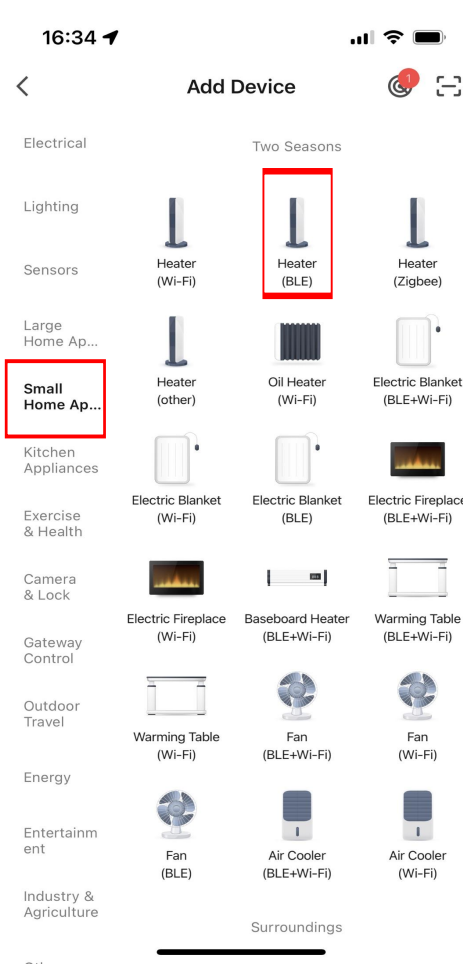 16:34
Add Device
1
Electrical
Lighting
Sensors
Large
Home Ap...
Small
Home Ap...
Kitchen
Appliances
Exercise
& Health
Camera
& Lock
Gateway
Control
Outdoor
Travel
Energy
Entertainm
ent
Industry &
Agriculture
Two Seasons
Heater
(Wi-Fi)
Heater
(BLE)
Heater
(Zigbee)
Heater
(other)
Oil Heater
(Wi-Fi)
Electric Blanket
(BLE+Wi-Fi)
Electric Blanket
(Wi-Fi)
Electric Blanket
(BLE)
Electric Fireplace
(BLE+Wi-Fi)
Electric Fireplace
(Wi-Fi)
Baseboard Heater
(BLE+Wi-Fi)
Warming Table
(BLE+Wi-Fi)
Warming Table
(Wi-Fi)
Fan
(BLE+Wi-Fi)
Fan
(Wi-Fi)
Fan
(BLE)
Air Cooler
(BLE+Wi-Fi)
Air Cooler
(Wi-Fi)
Surroundings